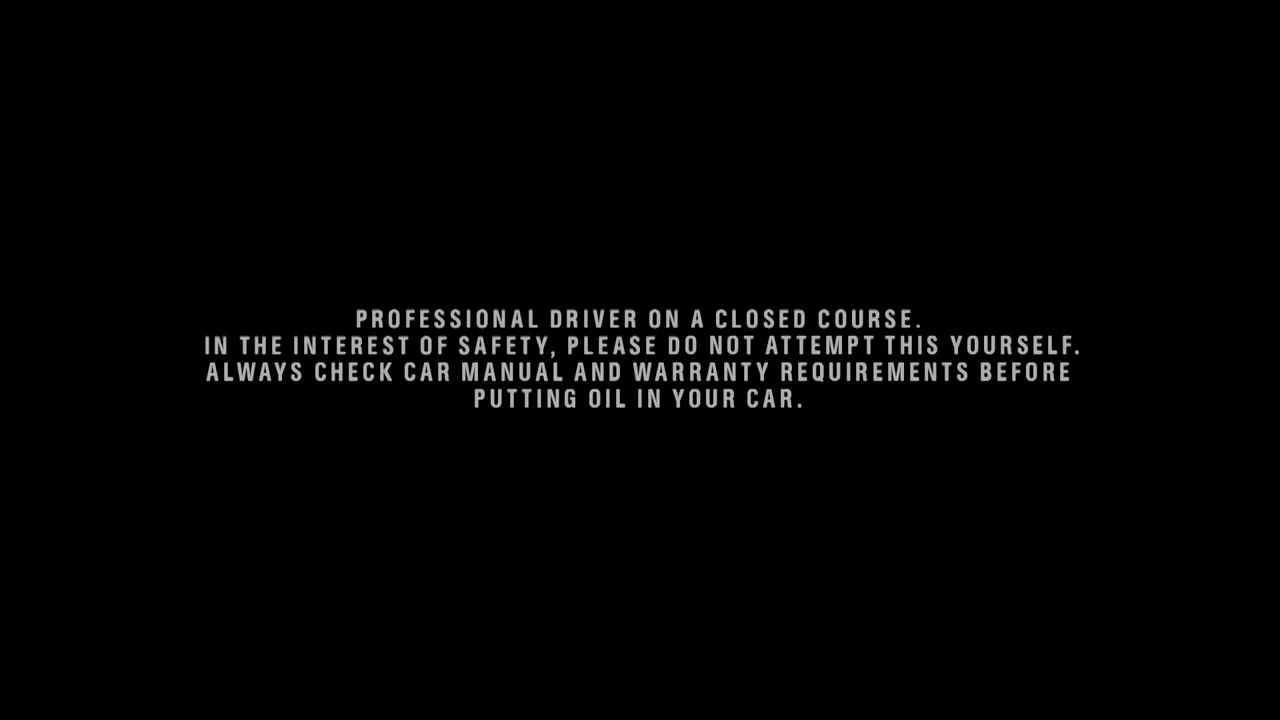 PROFESSIONAL DRIVER ON A CLOSED COURSE.
IN THE INTEREST OF SAFETY, PLEASE DO NOT ATTEMPT THIS YOURSELF.
ALWAYS CHECK CAR MANUAL AND WARRANTY REQUIREMENTS BEFORE
PUTTING OIL IN YOUR CAR.